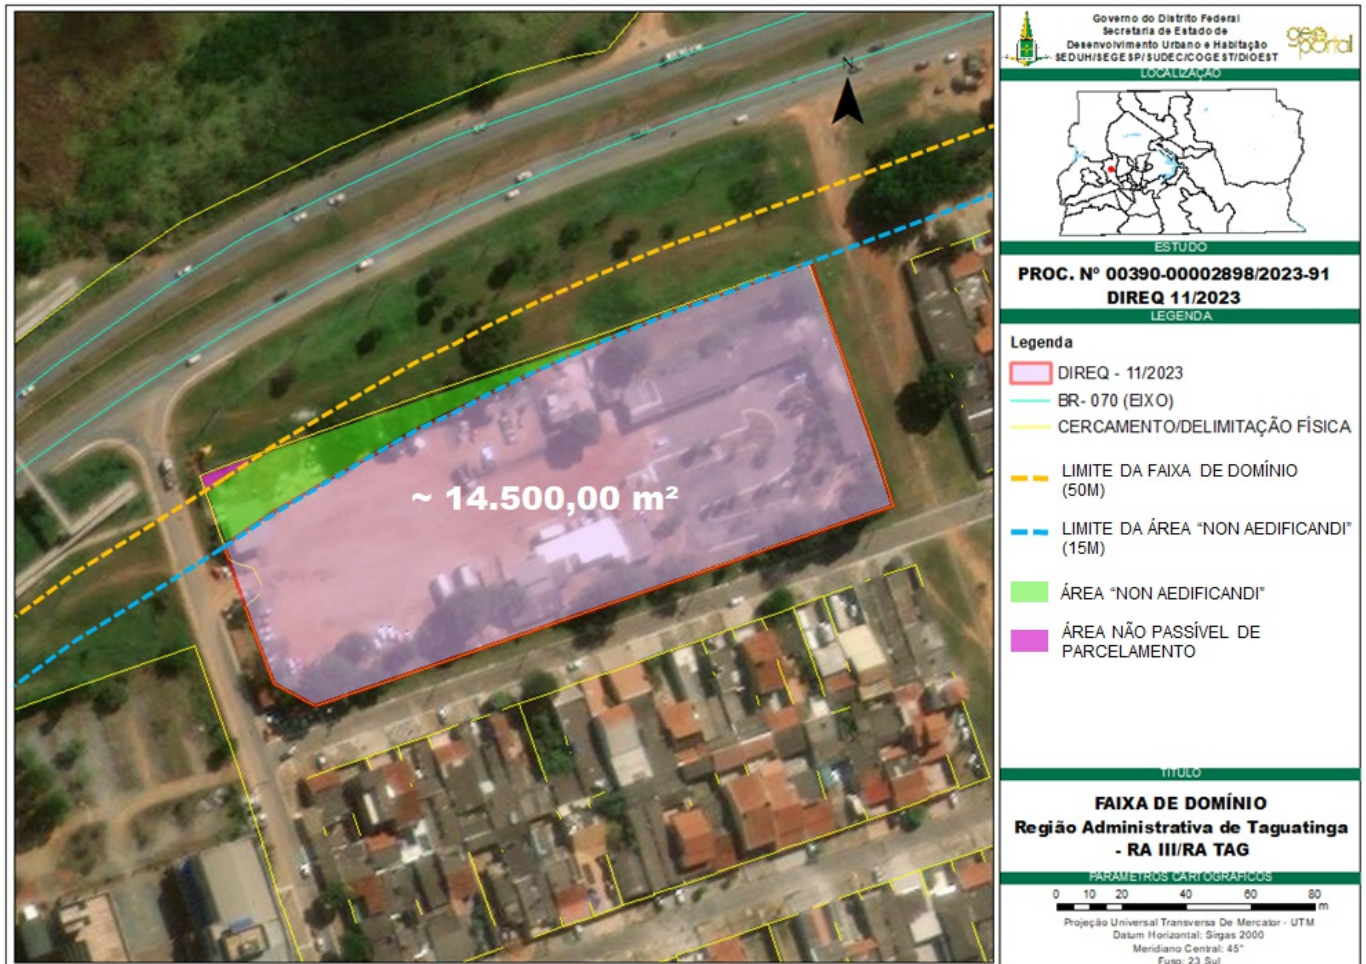 N
~ 14.500,00 m²
Governo do Distrito Federal
Secretaria de Estado de
Desenvolvimento Urbano e Habitação
SEDUH/SEGESP/SUDEC/COGEST/DIOEST
geo
portal
LOCALIZAÇÃO
ESTUDO
PROC. Nº 00390-00002898/2023-91
DIREQ 11/2023
LEGENDA
Legenda
DIREQ - 11/2023
BR- 070 (EIXO)
CERCAMENTO/DELIMITAÇÃO FÍSICA
LIMITE DA FAIXA DE DOMÍNIO
(50M)
LIMITE DA ÁREA “NON AEDIFICANDI”
(15M)
ÁREA “NON AEDIFICANDI”
ÁREA NÃO PASSÍVEL DE
PARCELAMENTO
TÍTULO
FAIXA DE DOMÍNIO
Região Administrativa de Taguatinga
- RA III/RA TAG
PARÂMETROS CARTOGRÁFICOS
0 10 20 40 60 80
m
Projeção Universal Transversa De Mercator - UTM
Datum Horizontal: Sirgas 2000
Meridiano Central: 45°
Fuso: 23 Sul